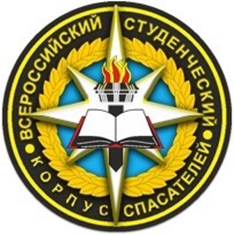 ВСЕРОССИЙСКИЙ СТУДЕНЧЕСКИЙ
КОРПУС СПАСАТЕЛЕЙ